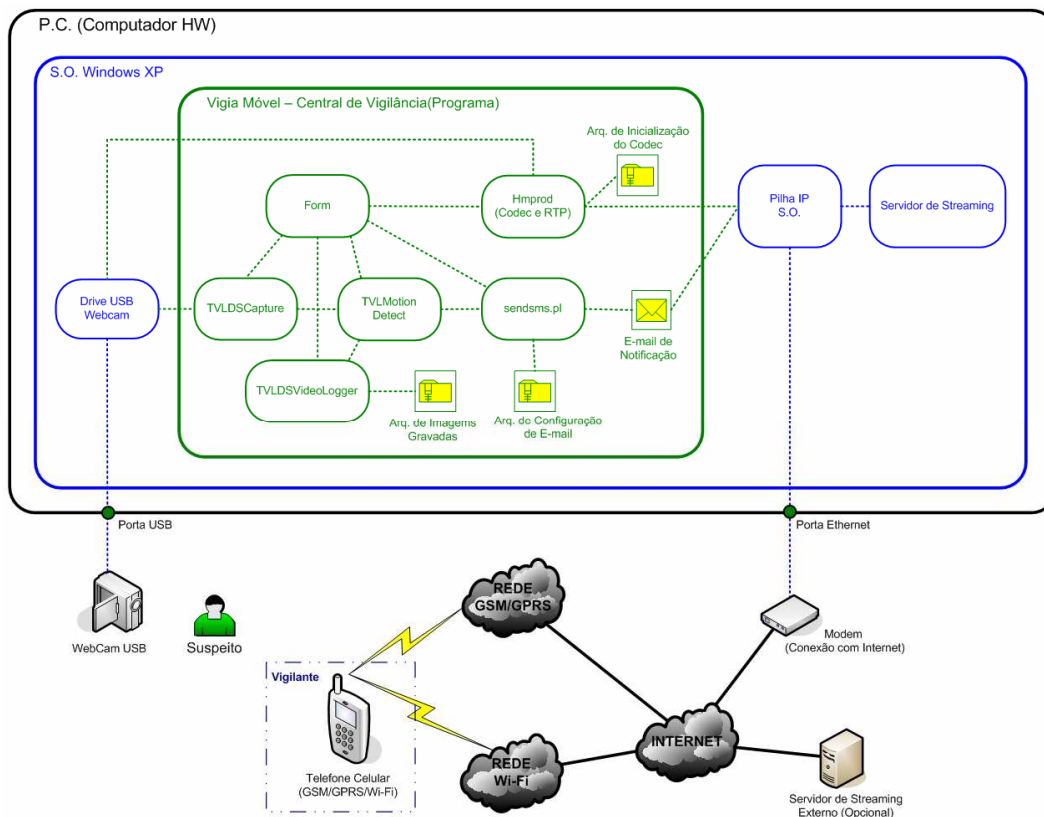 P.C. (Computador HW)
S.O. Windows XP
Vigia Móvel – Central de Vigilância(Programa)
Arq. de Inicialização
do Codec
Form
Hmprod
(Codec e RTP)
Pilha IP
S.O.
Servidor de Streaming
Drive USB
Webcam
TVLDSCapture
TVLMotion
Detect
sendsms.pl
E-mail de
Notificação
TVLDSVideoLogger
Arq. de Imagems
Gravadas
Arq. de Configuração
de E-mail
Porta USB
Porta Ethernet
WebCam USB
Suspeito
REDE
GSM/GPRS
Modem
(Conexão com Internet)
Vigilante
Telefone Celular
(GSM/GPRS/Wi-Fi)
REDE
Wi-Fi
INTERNET
Servidor de Streaming
Externo (Opcional)